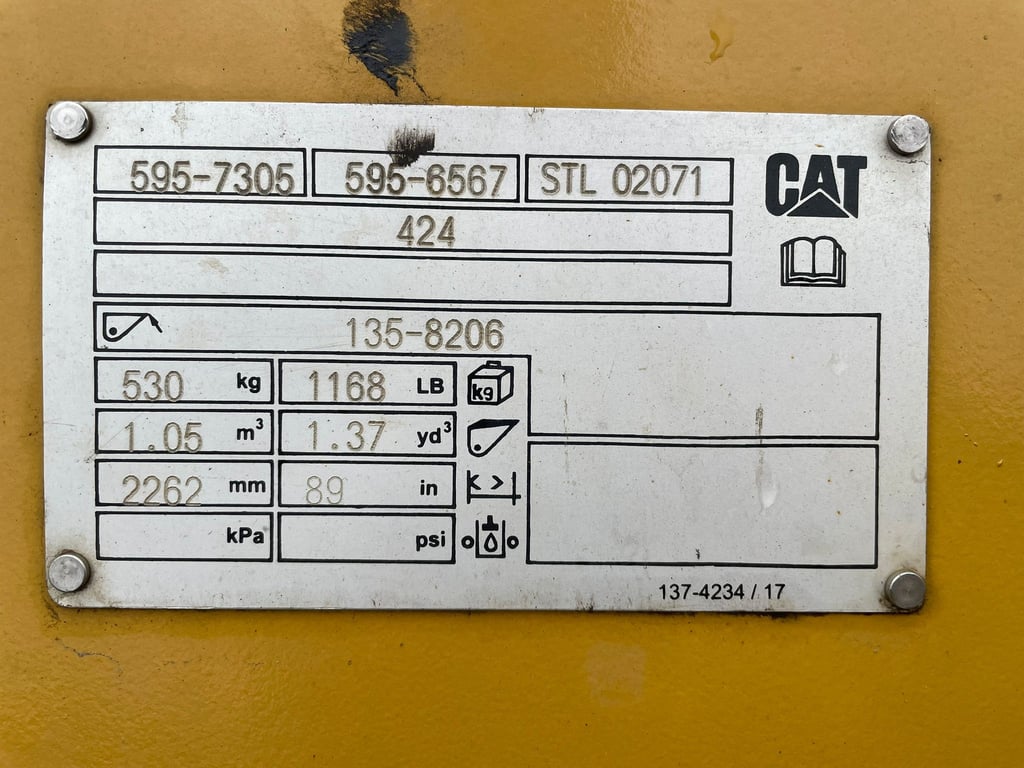 595-7305 595-6567 STL 02071 CAT
424
135-8206
530 kg 1168 LB kg
1.05 m³ 1.37 yd³
2262 mm 89 in
kPa psi
137-4234 / 17